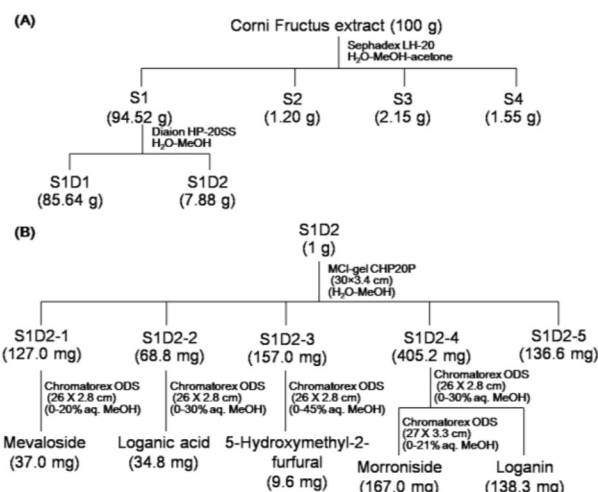 (A)
Corni Fructus extract (100 g)
Sephadex LH-20
H₂O-MeOH-acetone
S1 S2 S3 S4
(94.52 g) (1.20 g) (2.15 g) (1.55 g)
Diaion HP-20SS
H₂O-MeOH
S1D1 S1D2
(85.64 g) (7.88 g)
(B)
S1D2
(1 g)
MCI-gel CHP20P
(30×3.4 cm)
(H₂O-MeOH)
S1D2-1 S1D2-2 S1D2-3 S1D2-4 S1D2-5
(127.0 mg) (68.8 mg) (157.0 mg) (405.2 mg) (136.6 mg)
Chromatorex ODS
(26 X 2.8 cm)
(0-20% aq. MeOH)
Chromatorex ODS
(26 X 2.8 cm)
(0-30% aq. MeOH)
Chromatorex ODS
(26 X 2.8 cm)
(0-45% aq. MeOH)
Chromatorex ODS
(26 X 2.8 cm)
(0-30% aq. MeOH)
Chromatorex ODS
(27 X 3.3 cm)
(0-21% aq. MeOH)
Mevaloside
(37.0 mg)
Loganic acid
(34.8 mg)
5-Hydroxymethyl-2-
furfural
(9.6 mg)
Morroniside
(167.0 mg)
Loganin
(138.3 mg)